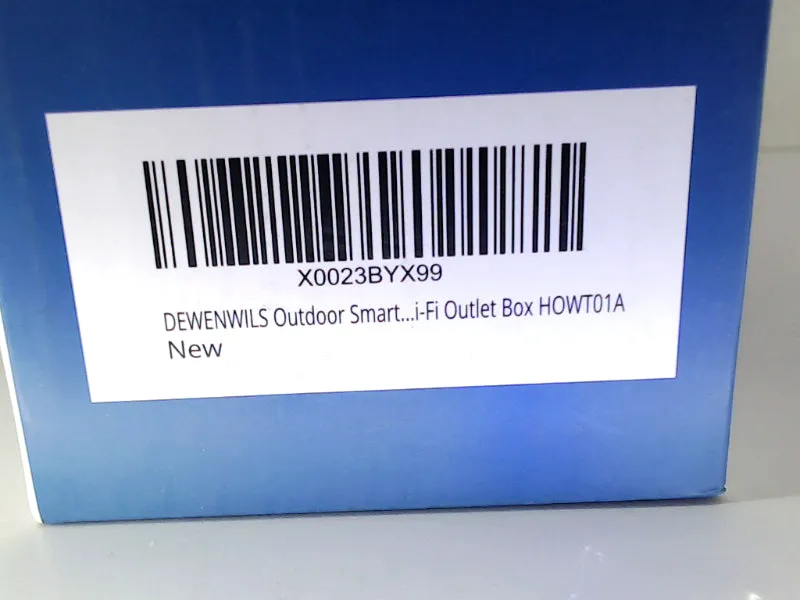 X0023BYX99
DEWENWILS Outdoor Smart...i-Fi Outlet Box HOWT01A
New